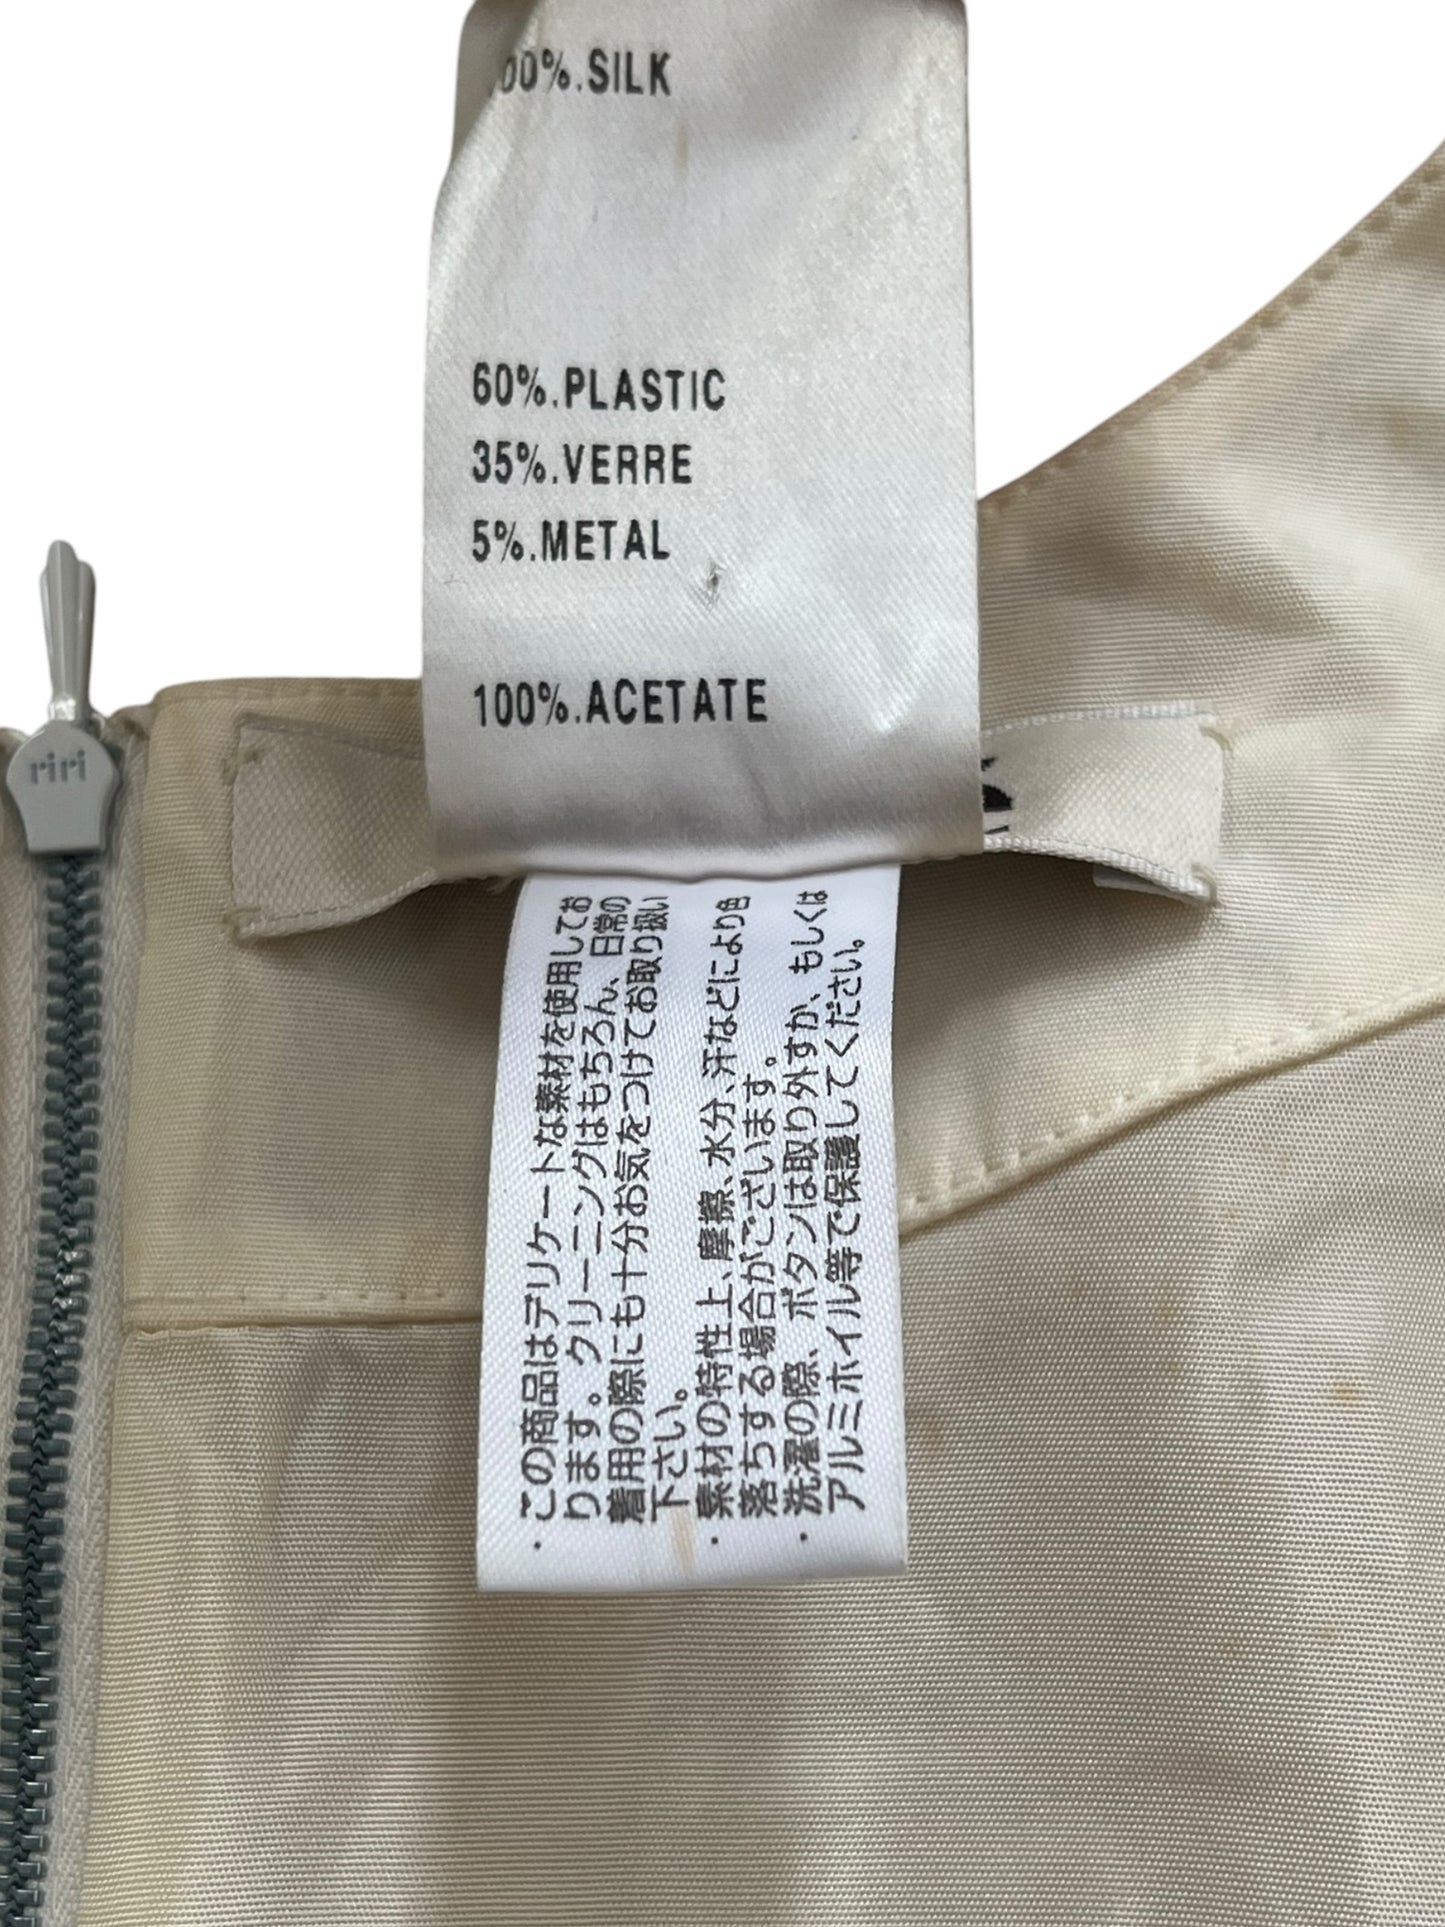 100%.SILK
60%.PLASTIC
35%.VERRE
5%.METAL
100%.ACETATE
riri
・この商品はデリケートな素材を使用してお
ります。クリーニングはもちろん、日常の
着用の際にも十分お気をつけてお取り扱い
下さい。
・素材の特性上、摩擦、水分、汗などにより色
落ちする場合がございます。
・洗濯の際、ボタンは取り外すか、もしくは
アルミホイル等で保護してください。